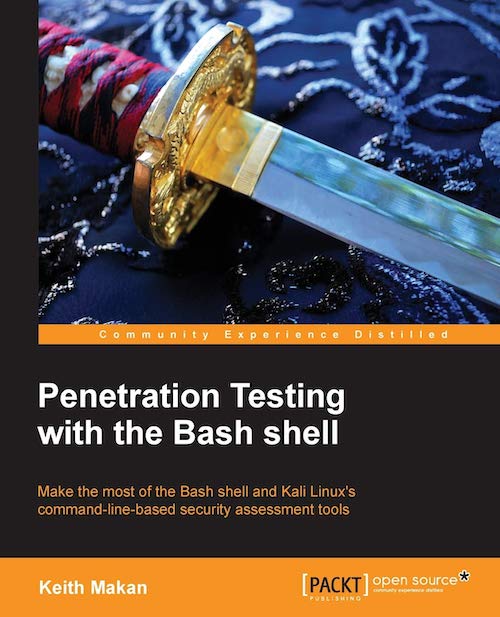 Community Experience Distilled
Penetration Testing
with the Bash shell
Make the most of the Bash shell and Kali Linux's
command-line-based security assessment tools
Keith Makan
[PACKT]
PUBLISHING
open source*
community experience distilled